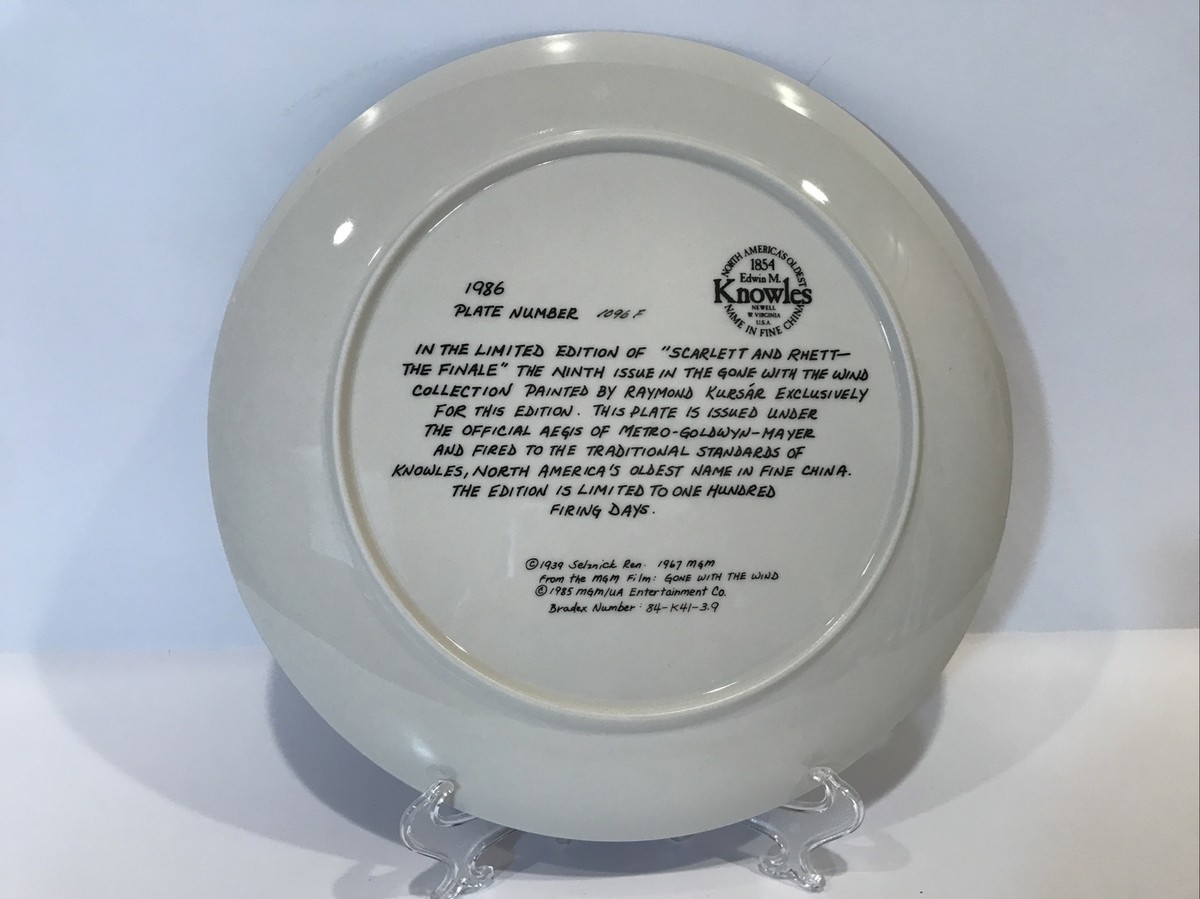 1986
PLATE NUMBER 1096 F
NORTH AMERICA'S OLDEST
1854
Edwin M.
Knowles
NEWELL
W. VIRGINIA
U.S.A.
NAME IN FINE CHINA
IN THE LIMITED EDITION OF "SCARLETT AND RHETT—
THE FINALE" THE NINTH ISSUE IN THE GONE WITH THE WIND
COLLECTION PAINTED BY RAYMOND KURSÁR EXCLUSIVELY
FOR THIS EDITION. THIS PLATE IS ISSUED UNDER
THE OFFICIAL AEGIS OF METRO-GOLDWYN-MAYER
AND FIRED TO THE TRADITIONAL STANDARDS OF
KNOWLES, NORTH AMERICA'S OLDEST NAME IN FINE CHINA.
THE EDITION IS LIMITED TO ONE HUNDRED
FIRING DAYS.
©1939 Selznick Ren. 1967 MGM
From the MGM Film: GONE WITH THE WIND
©1985 MGM/UA Entertainment Co.
Bradex Number: 84-K41-3.9